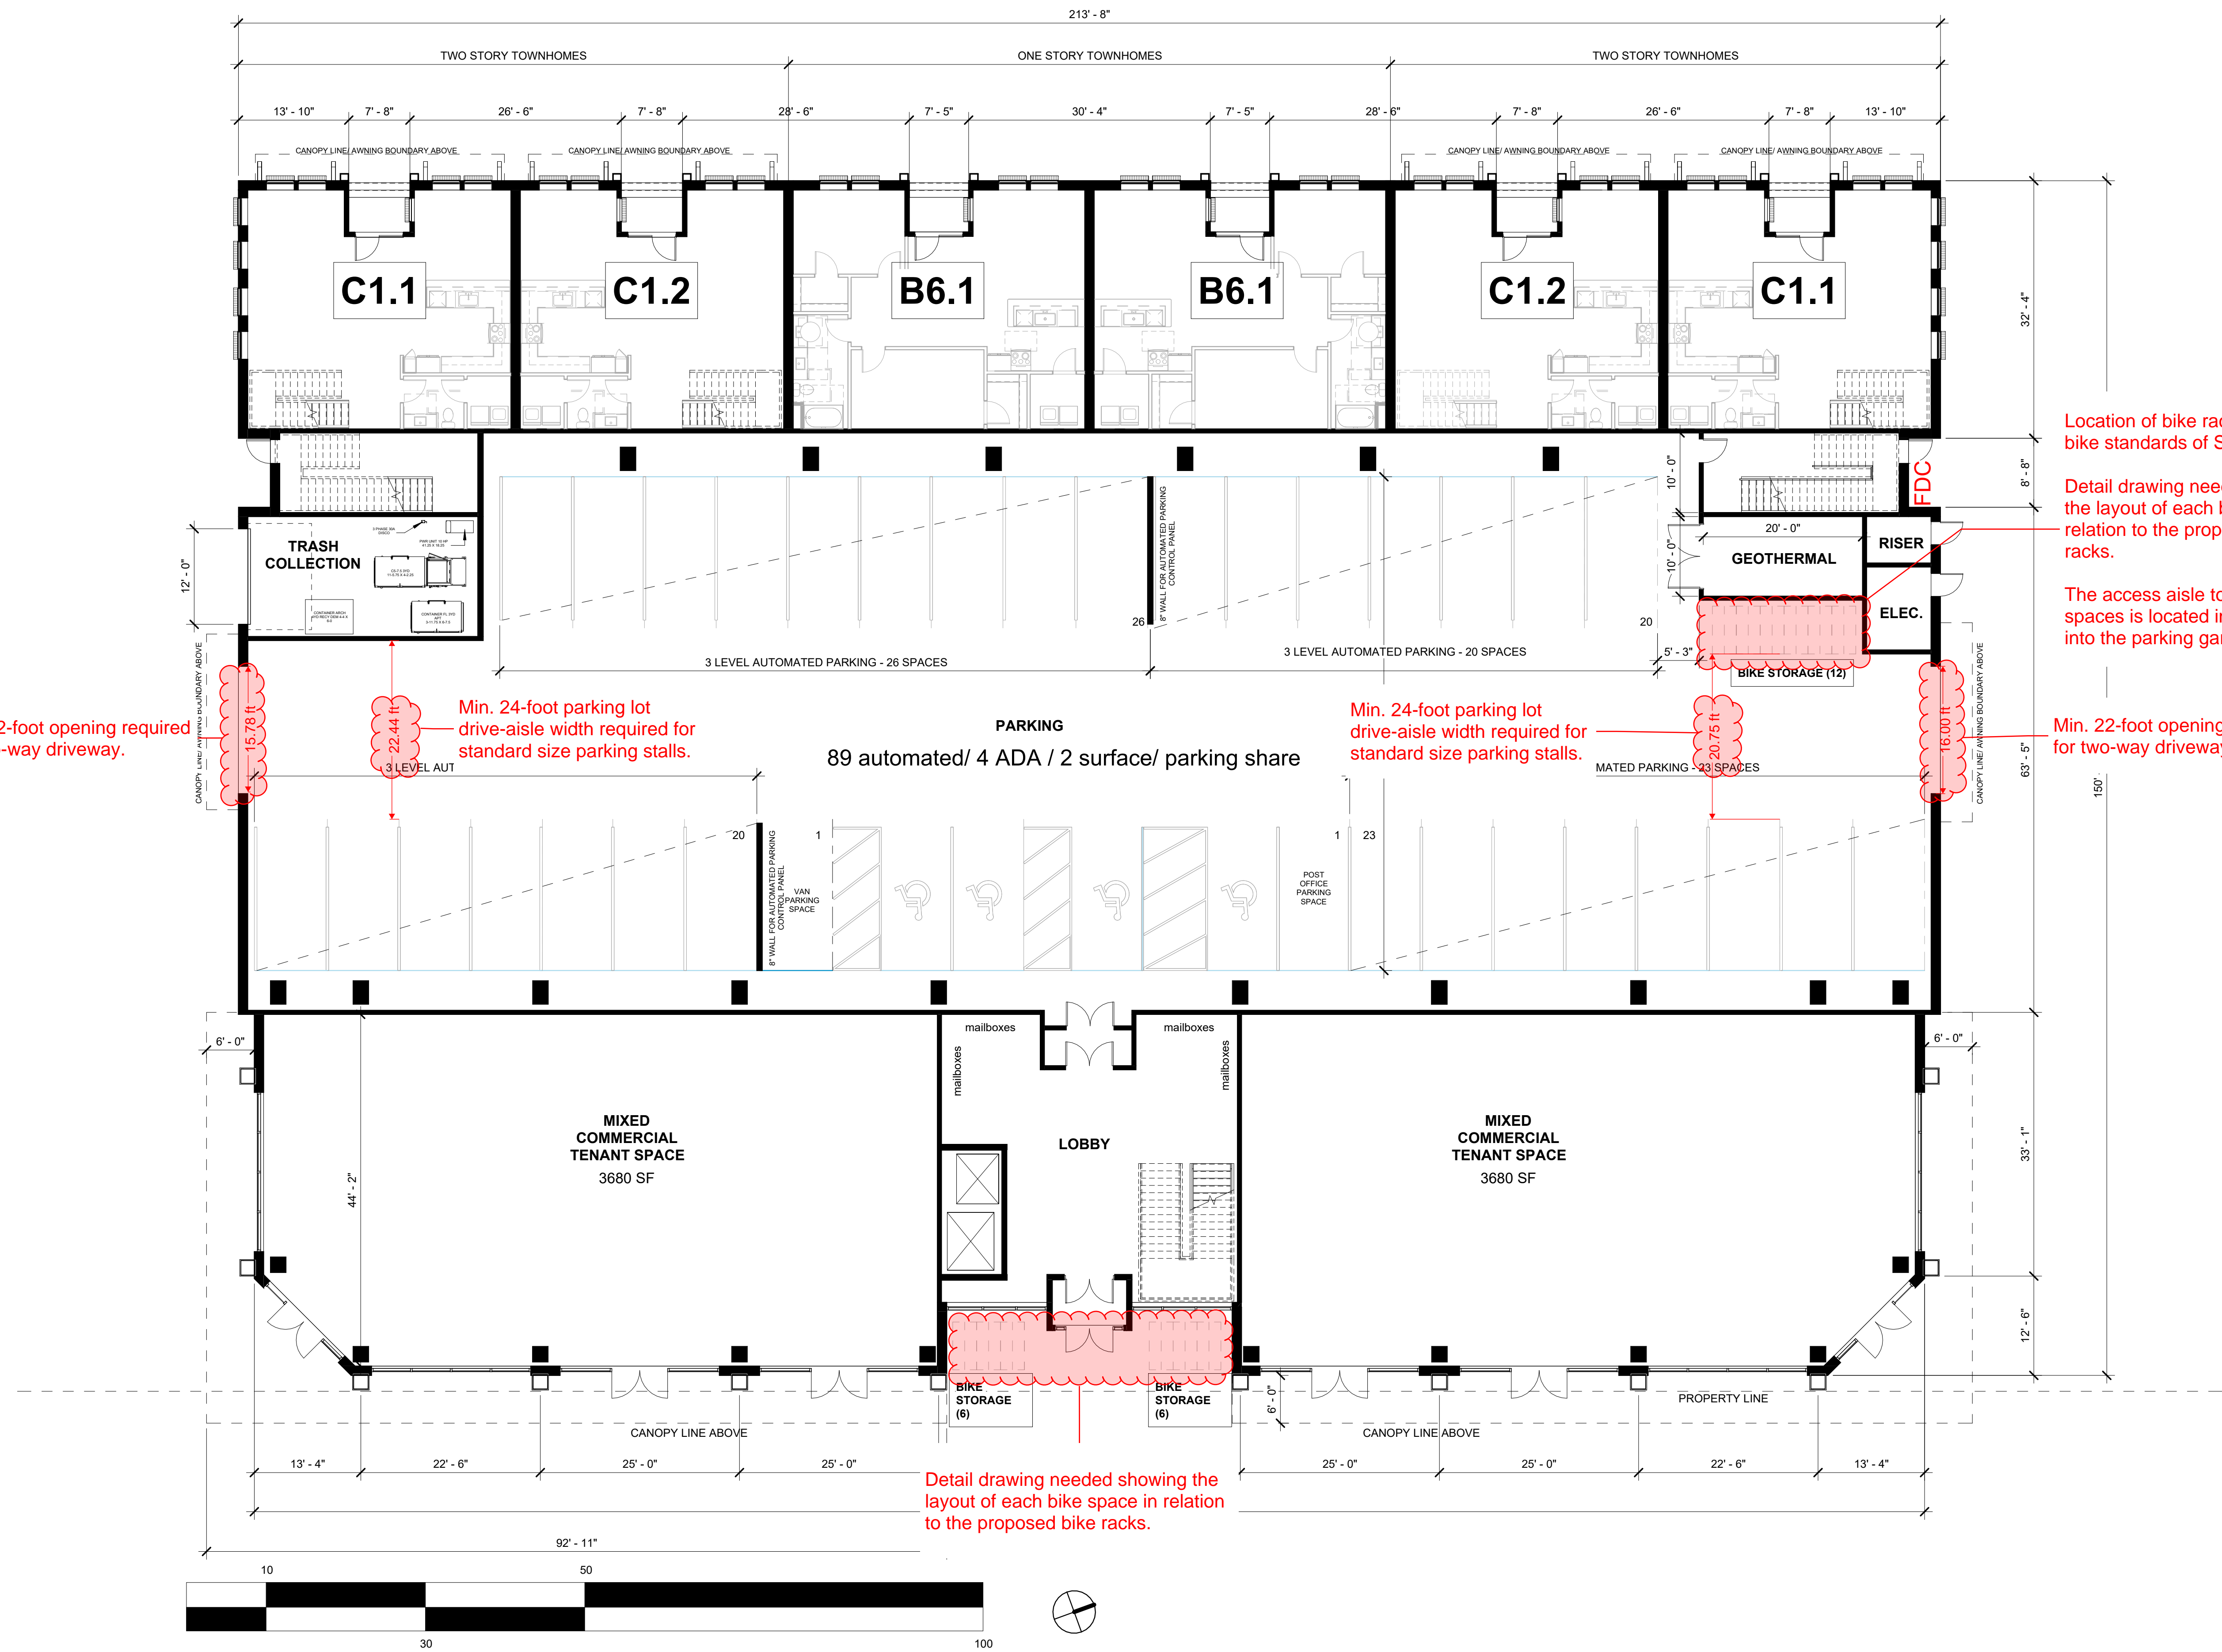 213' - 8"
TWO STORY TOWNHOMES
ONE STORY TOWNHOMES
TWO STORY TOWNHOMES
13' - 10"
7' - 8"
26' - 6"
7' - 8"
28' - 6"
7' - 5"
30' - 4"
7' - 5"
28' - 6"
7' - 8"
26' - 6"
7' - 8"
13' - 10"
CANOPY LINE/ AWNING BOUNDARY ABOVE
CANOPY LINE/ AWNING BOUNDARY ABOVE
CANOPY LINE/ AWNING BOUNDARY ABOVE
CANOPY LINE/ AWNING BOUNDARY ABOVE
C1.1
C1.2
B6.1
B6.1
C1.2
C1.1
32' - 4"
8' - 8"
63' - 5"
150'
33' - 1"
12' - 6"
Location of bike rac
bike standards of S
Detail drawing nee
the layout of each b
relation to the prop
racks.
The access aisle to
spaces is located in
into the parking gar
FDC
10' - 0"
10' - 0"
20' - 0"
GEOTHERMAL
RISER
ELEC.
TRASH
COLLECTION
3 PHASE 30A
DISCO
PWR UNIT 10 HP
12' - 0"
8" WALL FOR AUTOMATED PARKING
CONTROL PANEL
26
20
3 LEVEL AUTOMATED PARKING - 26 SPACES
3 LEVEL AUTOMATED PARKING - 20 SPACES
5' - 3"
BIKE STORAGE (12)
CANOPY LINE/ AWNING BOUNDARY ABOVE
CANOPY LINE/ AWNING BOUNDARY ABOVE
2-foot opening required
-way driveway.
15.78 ft
22.44 ft
Min. 24-foot parking lot
drive-aisle width required for
standard size parking stalls.
PARKING
89 automated/ 4 ADA / 2 surface/ parking share
Min. 24-foot parking lot
drive-aisle width required for
standard size parking stalls.
20.75 ft
16.00 ft
Min. 22-foot opening
for two-way driveway
3 LEVEL AUT
MATED PARKING - 23 SPACES
20
1
8" WALL FOR AUTOMATED PARKING
CONTROL PANEL
VAN
PARKING
SPACE
POST
OFFICE
PARKING
SPACE
1
23
6' - 0"
mailboxes
mailboxes
mailboxes
mailboxes
6' - 0"
MIXED
COMMERCIAL
TENANT SPACE
3680 SF
44' - 2"
LOBBY
MIXED
COMMERCIAL
TENANT SPACE
3680 SF
BIKE
STORAGE
(6)
BIKE
STORAGE
(6)
6' - 0"
PROPERTY LINE
CANOPY LINE ABOVE
CANOPY LINE ABOVE
13' - 4"
22' - 6"
25' - 0"
25' - 0"
25' - 0"
25' - 0"
22' - 6"
13' - 4"
Detail drawing needed showing the
layout of each bike space in relation
to the proposed bike racks.
92' - 11"
10
50
30
100